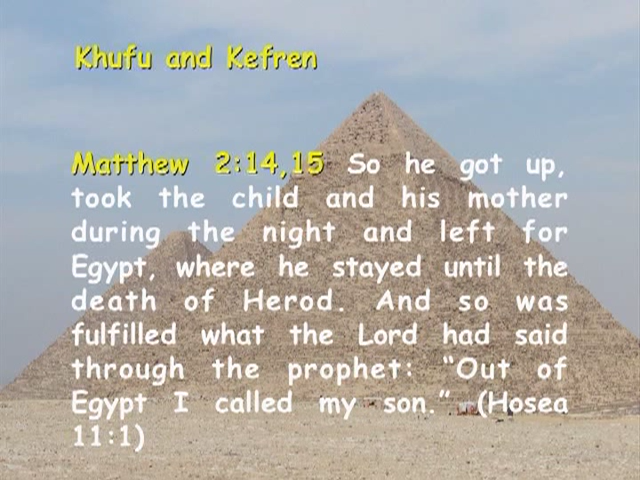 Khufu and Kefren
Matthew 2:14,15 So he got up,
took the child and his mother
during the night and left for
Egypt, where he stayed until the
death of Herod. And so was
fulfilled what the Lord had said
through the prophet: “Out of
Egypt I called my son.” (Hosea
11:1)